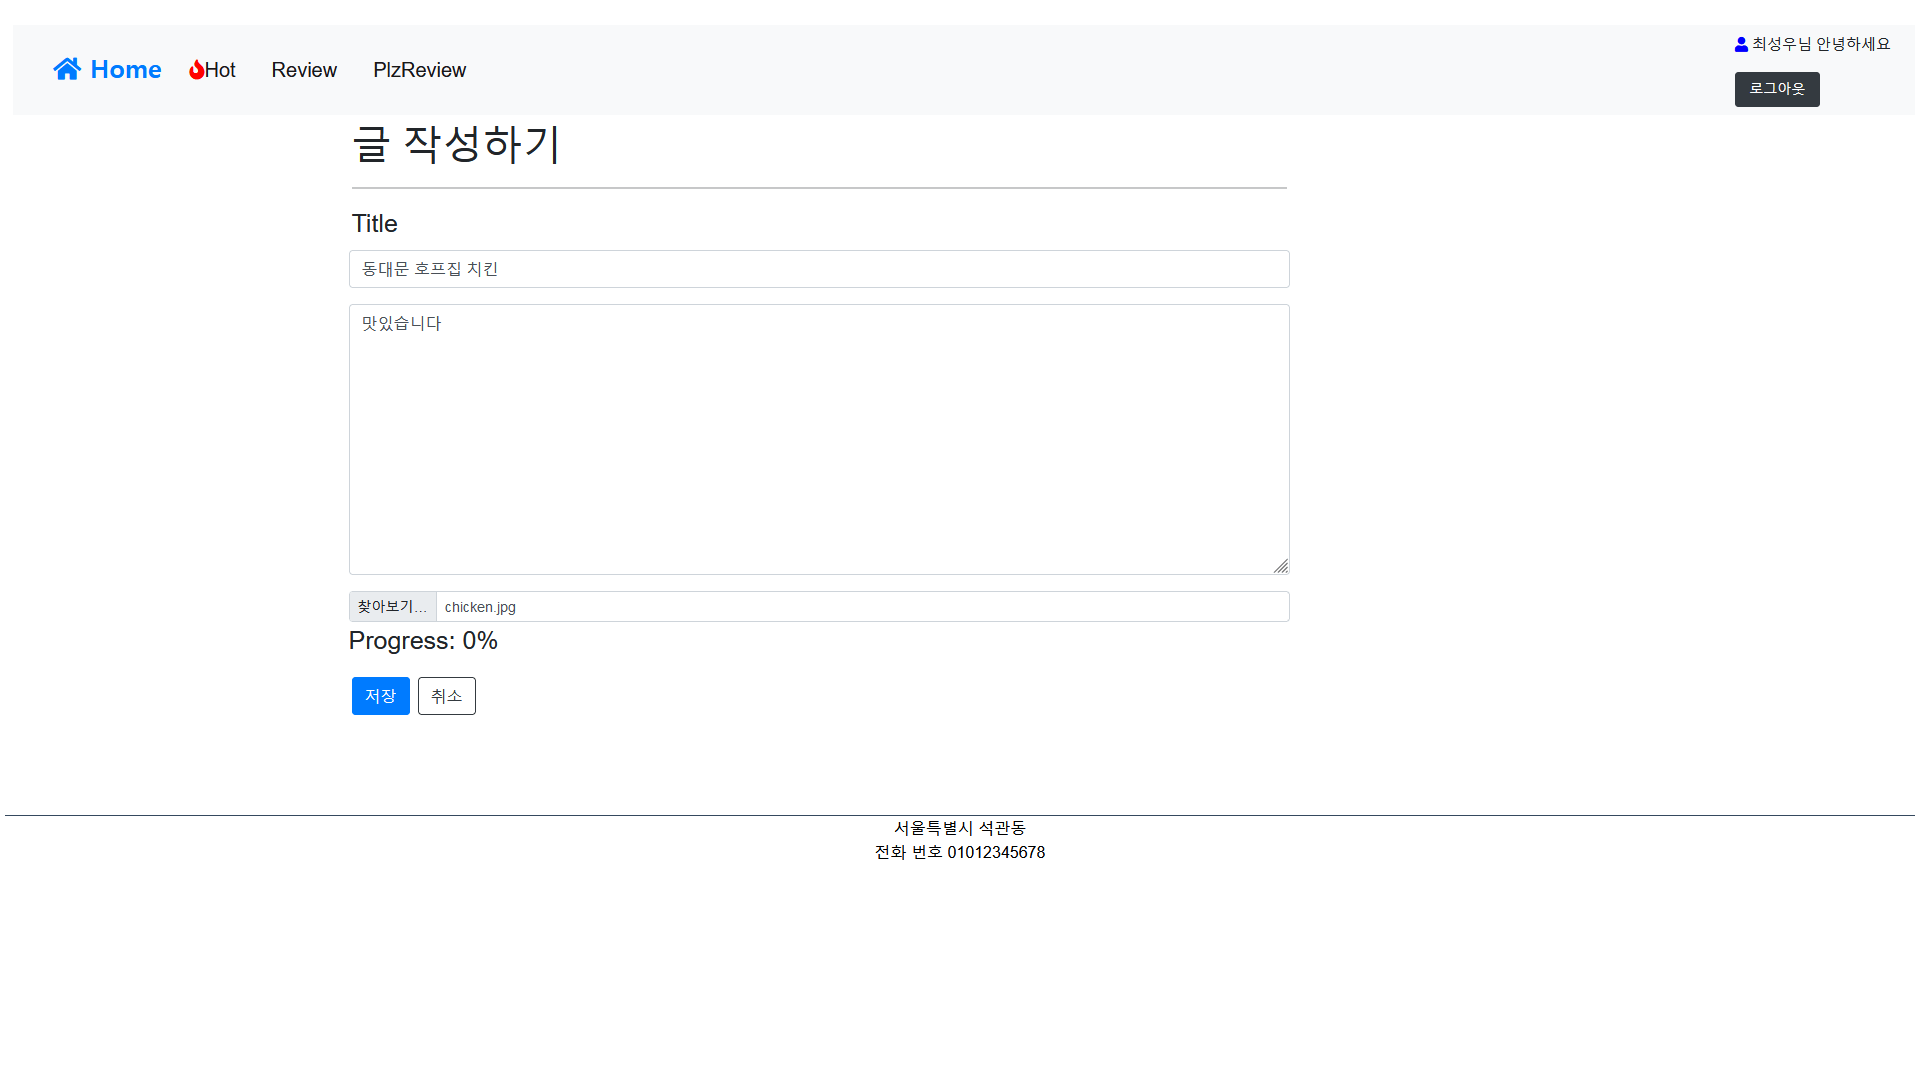 Home Hot Review PlzReview
최성우님 안녕하세요
로그아웃
글 작성하기
Title
동대문 호프집 치킨
맛있습니다
찾아보기... chicken.jpg
Progress: 0%
저장 취소
서울특별시 석관동
전화 번호 01012345678